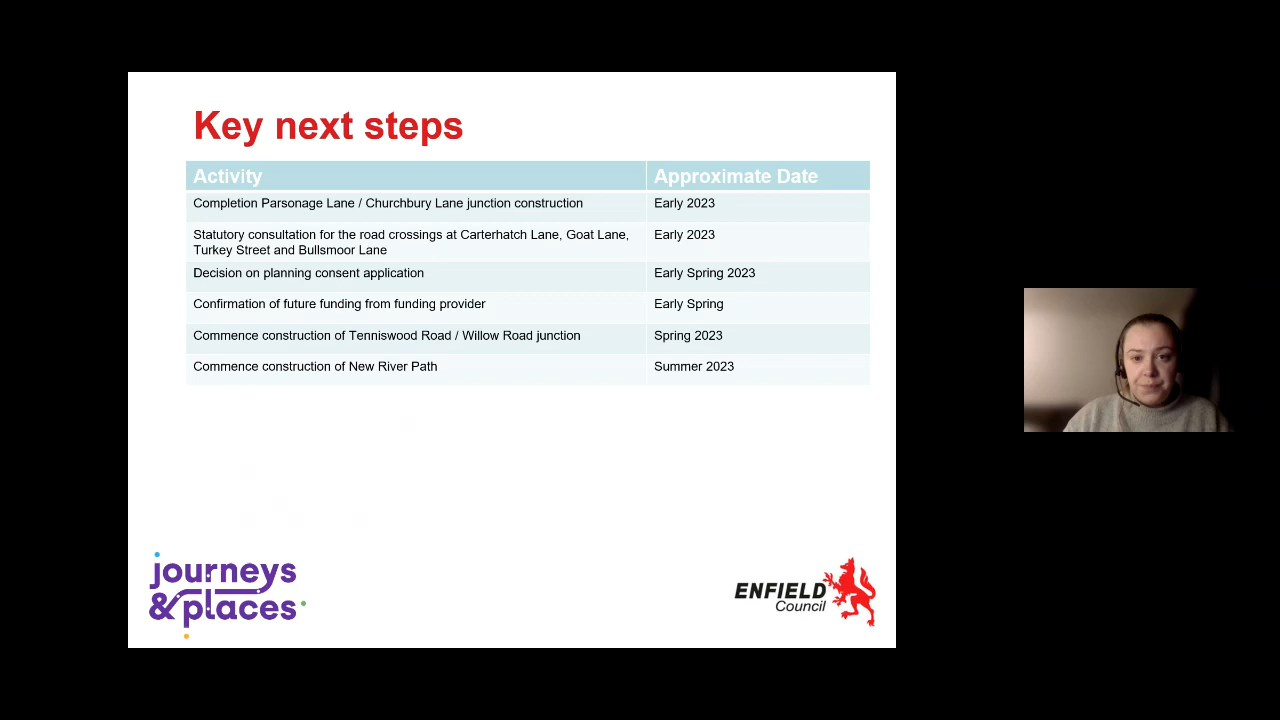 Key next steps
Activity Approximate Date
Completion Parsonage Lane / Churchbury Lane junction construction Early 2023
Statutory consultation for the road crossings at Carterhatch Lane, Goat Lane, Early 2023
Turkey Street and Bullsmoor Lane
Decision on planning consent application Early Spring 2023
Confirmation of future funding from funding provider Early Spring
Commence construction of Tenniswood Road / Willow Road junction Spring 2023
Commence construction of New River Path Summer 2023
journeys
& places
ENFIELD
Council